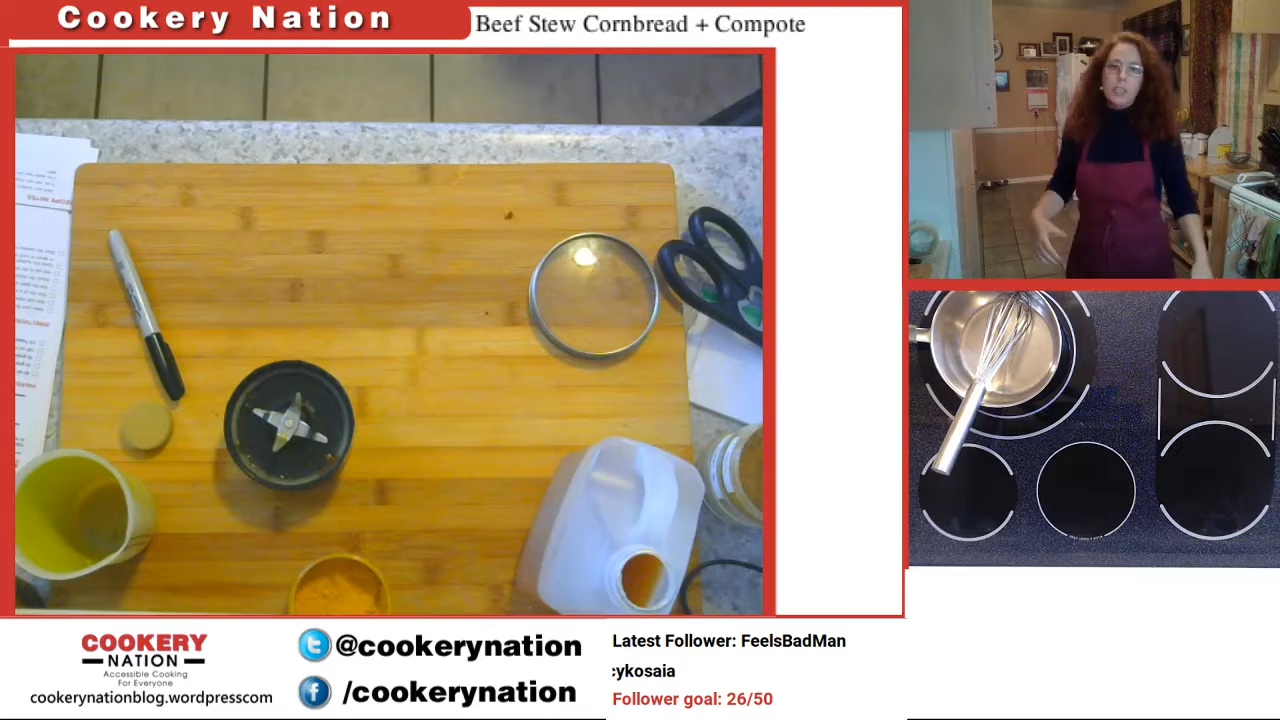 Cookery Nation
Beef Stew Cornbread + Compote
COOKERY
NATION
Accessible Cooking
For Everyone
cookerynationblog.wordpresscom
@cookerynation
/cookerynation
Latest Follower: FeelsBadMan
cykosaia
Follower goal: 26/50